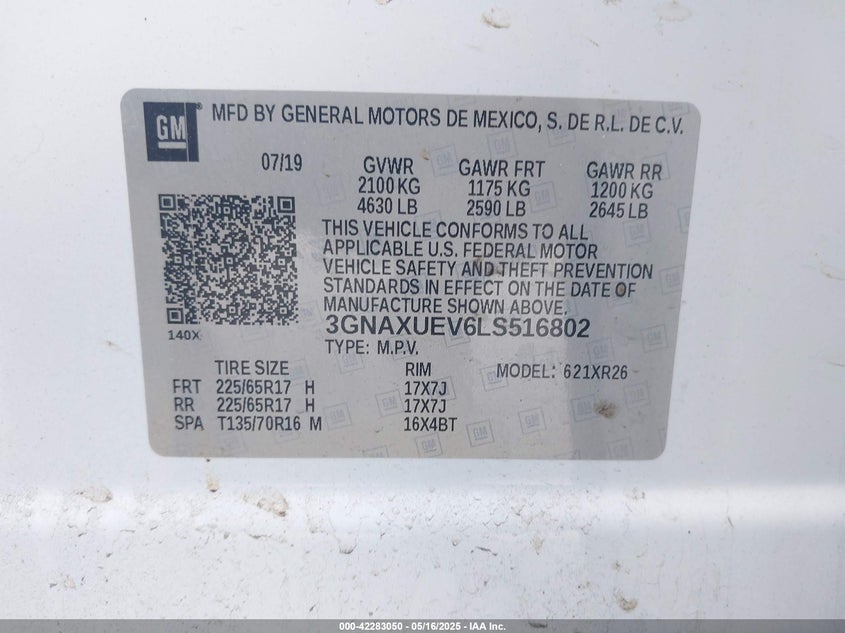 GM
MFD BY GENERAL MOTORS DE MEXICO, S. DE R.L. DE C.V.
07/19 GVWR GAWR FRT GAWR RR
2100 KG 1175 KG 1200 KG
4630 LB 2590 LB 2645 LB
THIS VEHICLE CONFORMS TO ALL
APPLICABLE U.S. FEDERAL MOTOR
VEHICLE SAFETY AND THEFT PREVENTION
STANDARDS IN EFFECT ON THE DATE OF
MANUFACTURE SHOWN ABOVE.
140X
3GNAXUEV6LS516802
TYPE: M.P.V.
TIRE SIZE RIM MODEL: 621XR26
FRT 225/65R17 H 17X7J
RR 225/65R17 H 17X7J
SPA T135/70R16 M 16X4BT
000-42283050 - 05/16/2025 - IAA Inc.